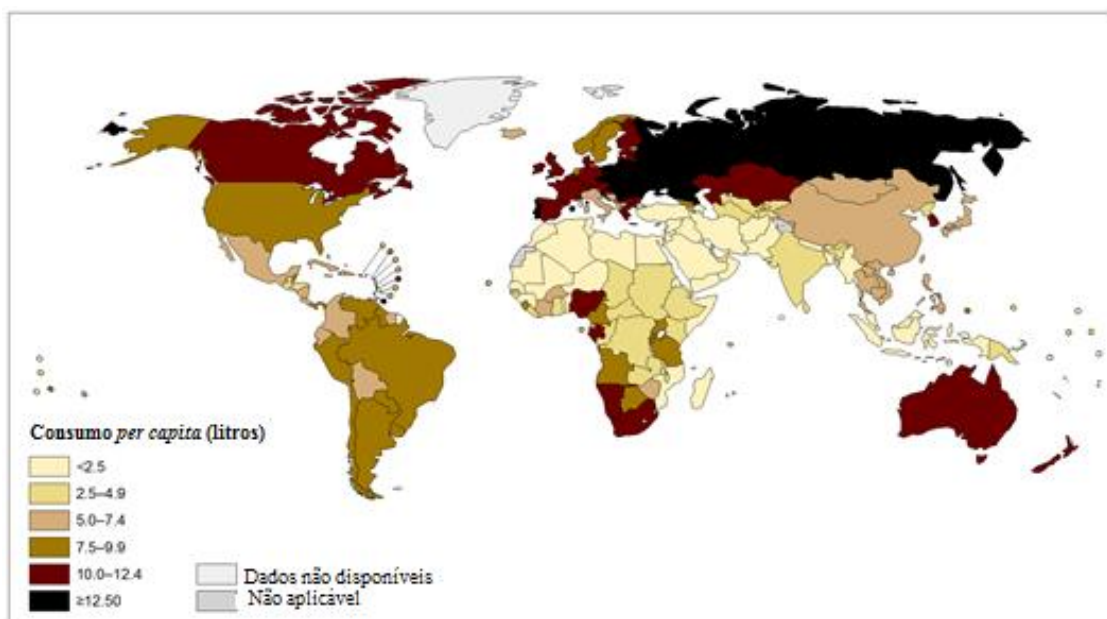 Consumo per capita (litros)
<2.5
2.5–4.9
5.0–7.4
7.5–9.9
10.0–12.4
≥12.50
Dados não disponíveis
Não aplicável